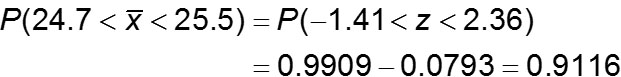 P(24.7 < x̅ < 25.5) = P(−1.41 < z < 2.36)
= 0.9909 − 0.0793 = 0.9116